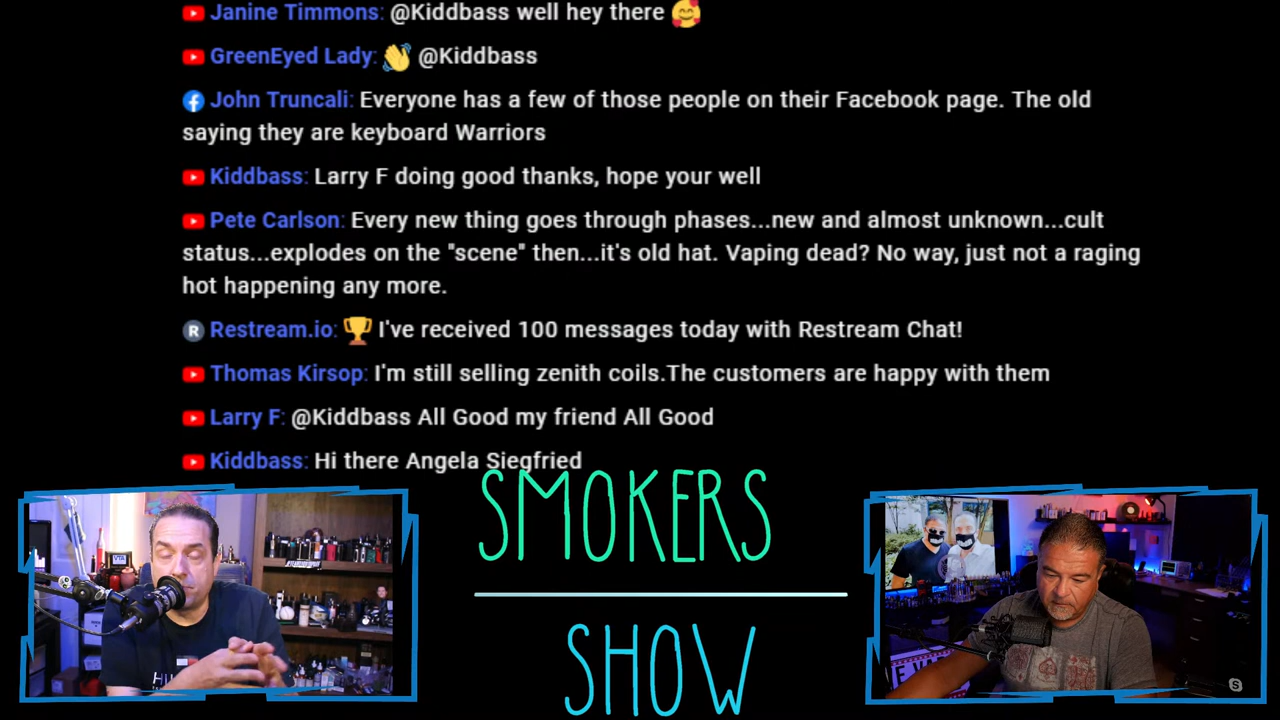 Janine Timmons: @Kiddbass well hey there 🥰
GreenEyed Lady: 👋 @Kiddbass
John Truncali: Everyone has a few of those people on their Facebook page. The old
saying they are keyboard Warriors
Kiddbass: Larry F doing good thanks, hope your well
Pete Carlson: Every new thing goes through phases...new and almost unknown...cult
status...explodes on the "scene" then...it's old hat. Vaping dead? No way, just not a raging
hot happening any more.
R Restream.io: 🏆 I've received 100 messages today with Restream Chat!
Thomas Kirsop: I'm still selling zenith coils.The customers are happy with them
Larry F: @Kiddbass All Good my friend All Good
Kiddbass: Hi there Angela Siegfried
SMOKERS
SHOW
VTA